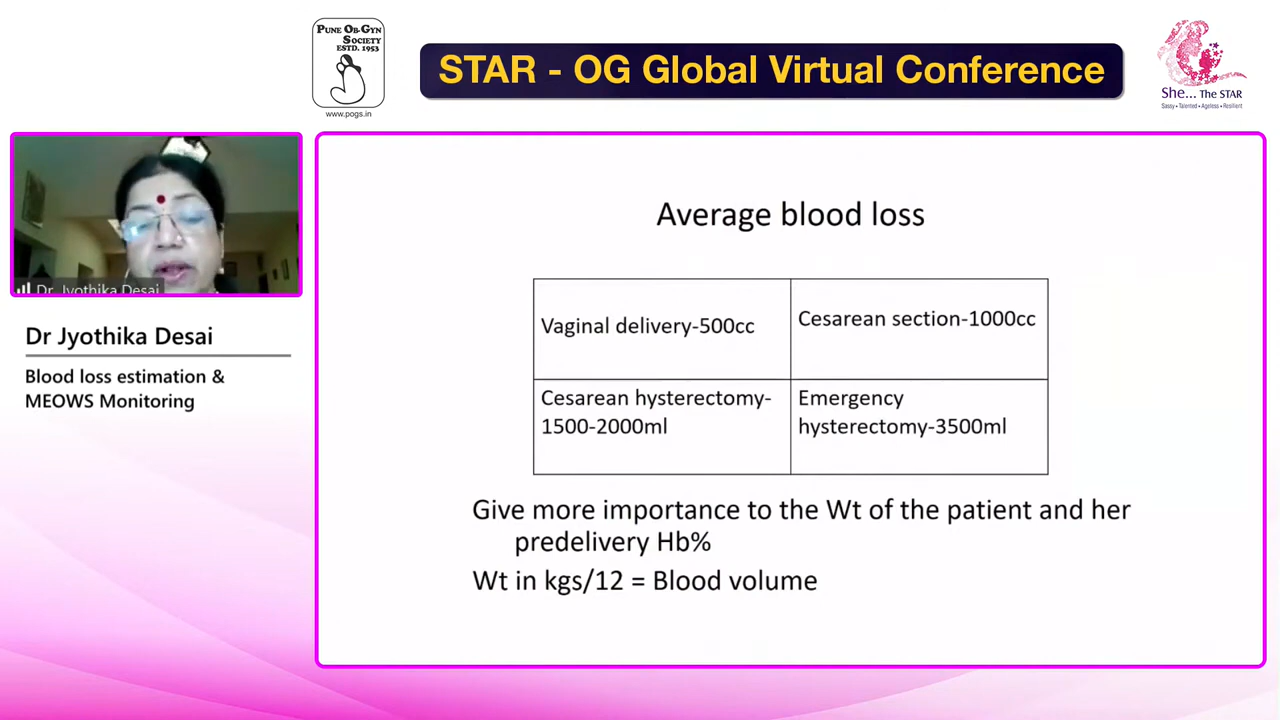 PUNE OB-GYN
SOCIETY
ESTD. 1953
www.pogs.in
STAR - OG Global Virtual Conference
She... THE STAR
Sassy • Talented • Ageless • Resilient
Dr. Jyothika Desai
Dr Jyothika Desai
Blood loss estimation &
MEOWS Monitoring
Average blood loss
Vaginal delivery-500cc
Cesarean section-1000cc
Cesarean hysterectomy-
1500-2000ml
Emergency
hysterectomy-3500ml
Give more importance to the Wt of the patient and her
predelivery Hb%
Wt in kgs/12 = Blood volume